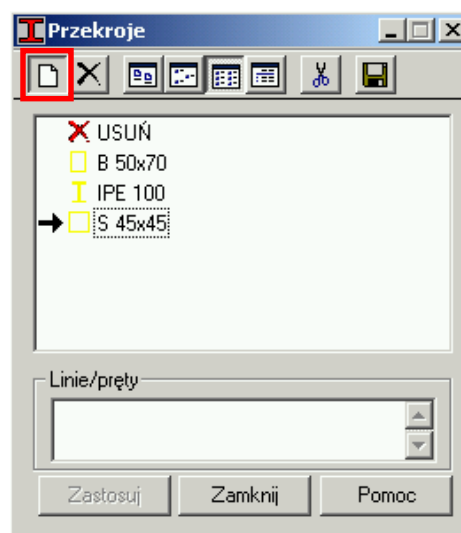 Przekroje
USUŃ
B 50x70
IPE 100
S 45x45
Linie/pręty
Zastosuj Zamknij Pomoc